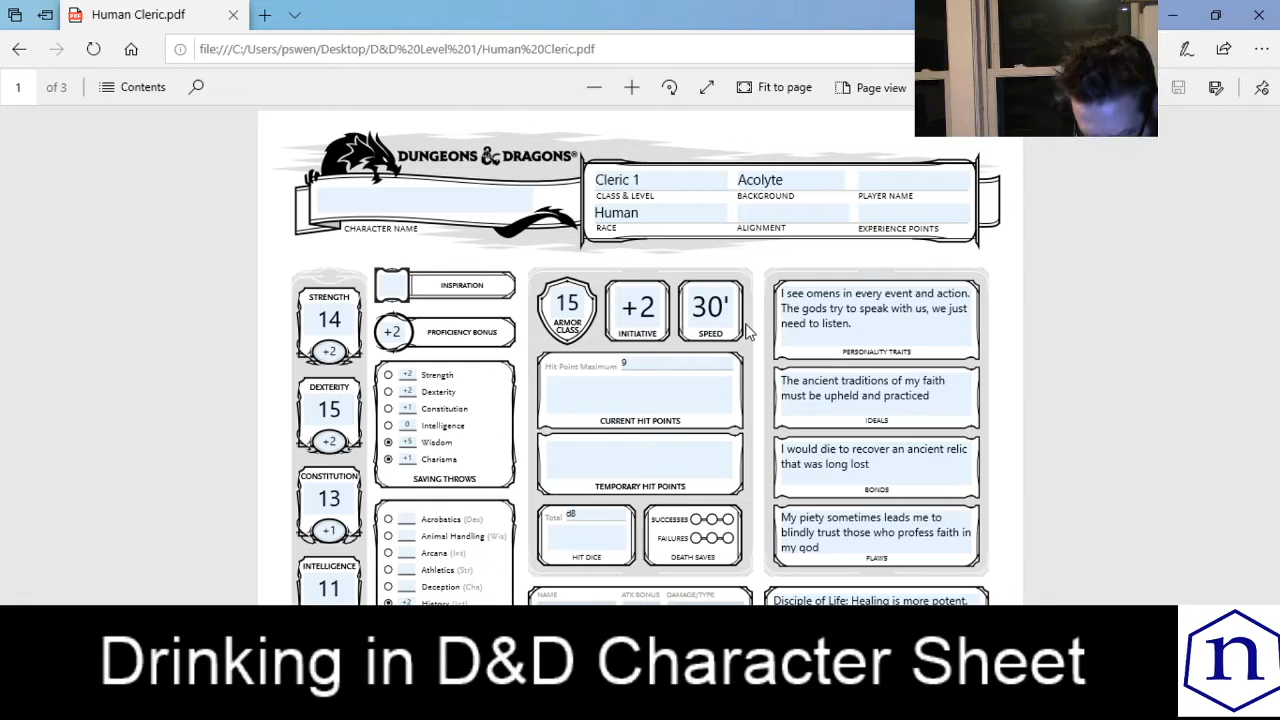 Human Cleric.pdf
file:///C:/Users/pswen/Desktop/D&D%20Level%201/Human%20Cleric.pdf
1 of 3 Contents Fit to page Page view
DUNGEONS & DRAGONS®
CHARACTER NAME
Cleric 1 Acolyte
CLASS & LEVEL BACKGROUND PLAYER NAME
Human
RACE ALIGNMENT EXPERIENCE POINTS
STRENGTH
14
+2
DEXTERITY
15
+2
CONSTITUTION
13
+1
INTELLIGENCE
11
INSPIRATION
+2 PROFICIENCY BONUS
+2 Strength
+2 Dexterity
+1 Constitution
0 Intelligence
+5 Wisdom
+1 Charisma
SAVING THROWS
Acrobatics (Dex)
Animal Handling (Wis)
Arcana (Int)
Athletics (Str)
Deception (Cha)
+2 History (Int)
15
ARMOR
CLASS
+2
INITIATIVE
30'
SPEED
Hit Point Maximum 9
CURRENT HIT POINTS
TEMPORARY HIT POINTS
Total d8
HIT DICE
SUCCESSES
FAILURES
DEATH SAVES
NAME ATK BONUS DAMAGE/TYPE
I see omens in every event and action.
The gods try to speak with us, we just
need to listen.
PERSONALITY TRAITS
The ancient traditions of my faith
must be upheld and practiced
IDEALS
I would die to recover an ancient relic
that was long lost
BONDS
My piety sometimes leads me to
blindly trust those who profess faith in
my god
FLAWS
Disciple of Life: Healing is more potent.
Drinking in D&D Character Sheet
n